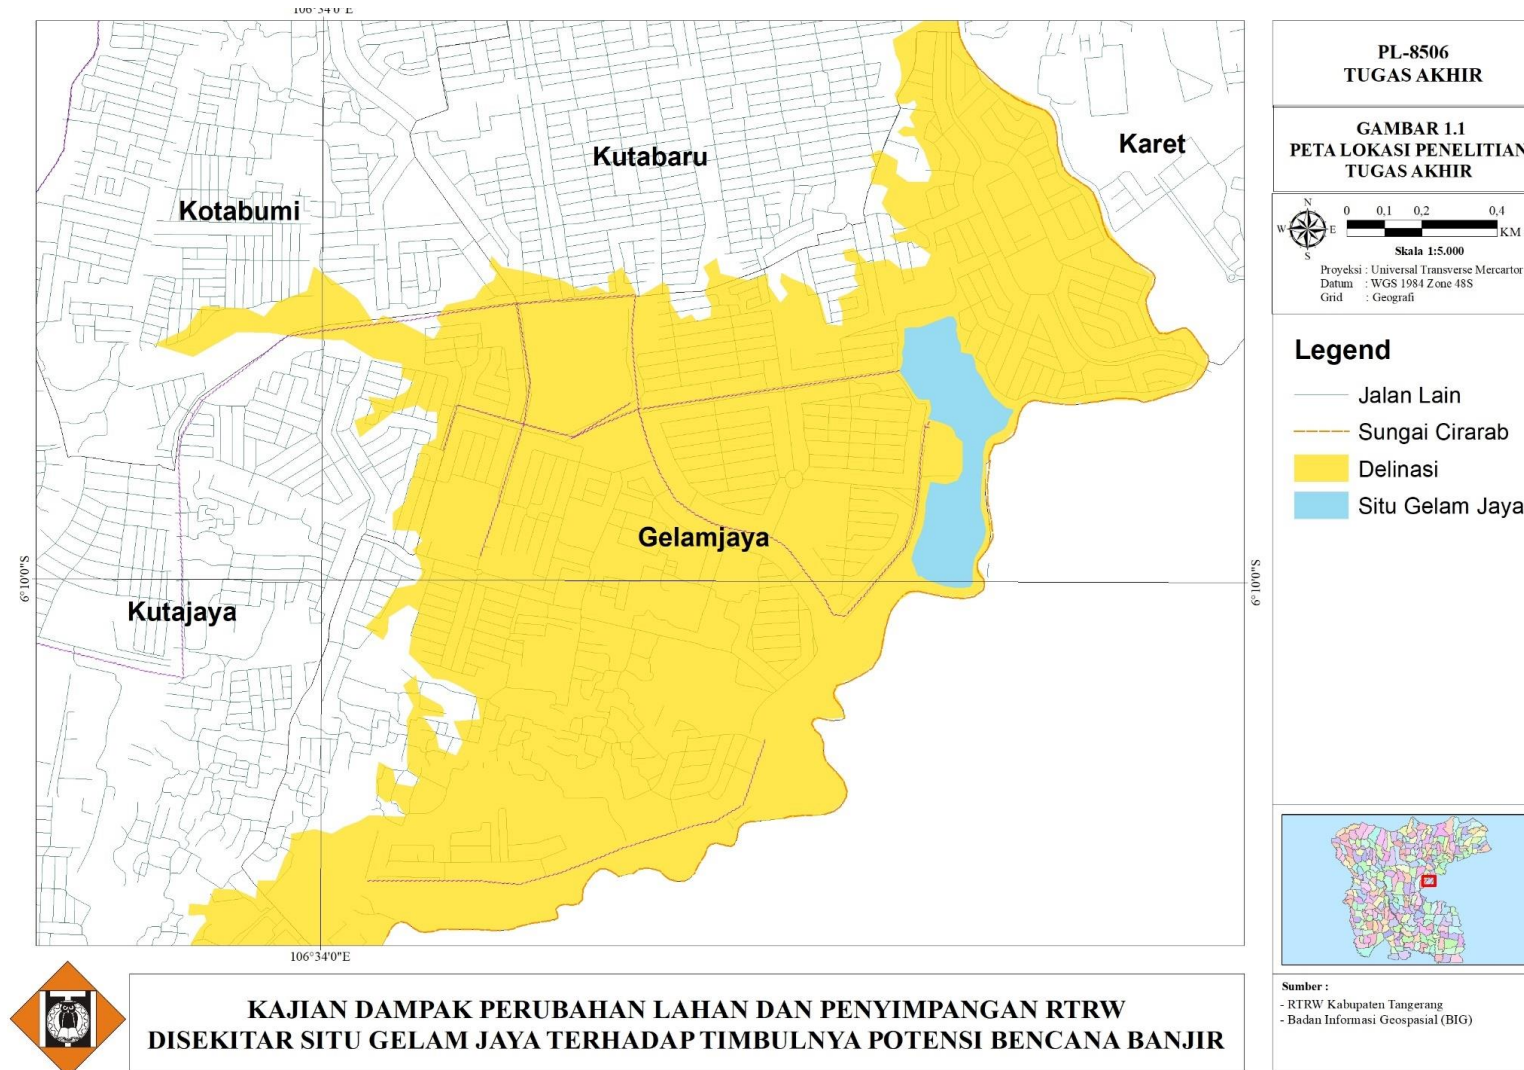 106°34'0"E
Kutabaru
Karet
Kotabumi
Gelamjaya
Kutajaya
6°10'0"S
6°10'0"S
106°34'0"E
PL-8506
TUGAS AKHIR
GAMBAR 1.1
PETA LOKASI PENELITIAN
TUGAS AKHIR
N
W E
S
0 0,1 0,2 0,4
KM
Skala 1:5.000
Proyeksi : Universal Transverse Mercartor
Datum : WGS 1984 Zone 48S
Grid : Geografi
Legend
Jalan Lain
Sungai Cirarab
Delinasi
Situ Gelam Jaya
Sumber :
- RTRW Kabupaten Tangerang
- Badan Informasi Geospasial (BIG)
KAJIAN DAMPAK PERUBAHAN LAHAN DAN PENYIMPANGAN RTRW
DISEKITAR SITU GELAM JAYA TERHADAP TIMBULNYA POTENSI BENCANA BANJIR